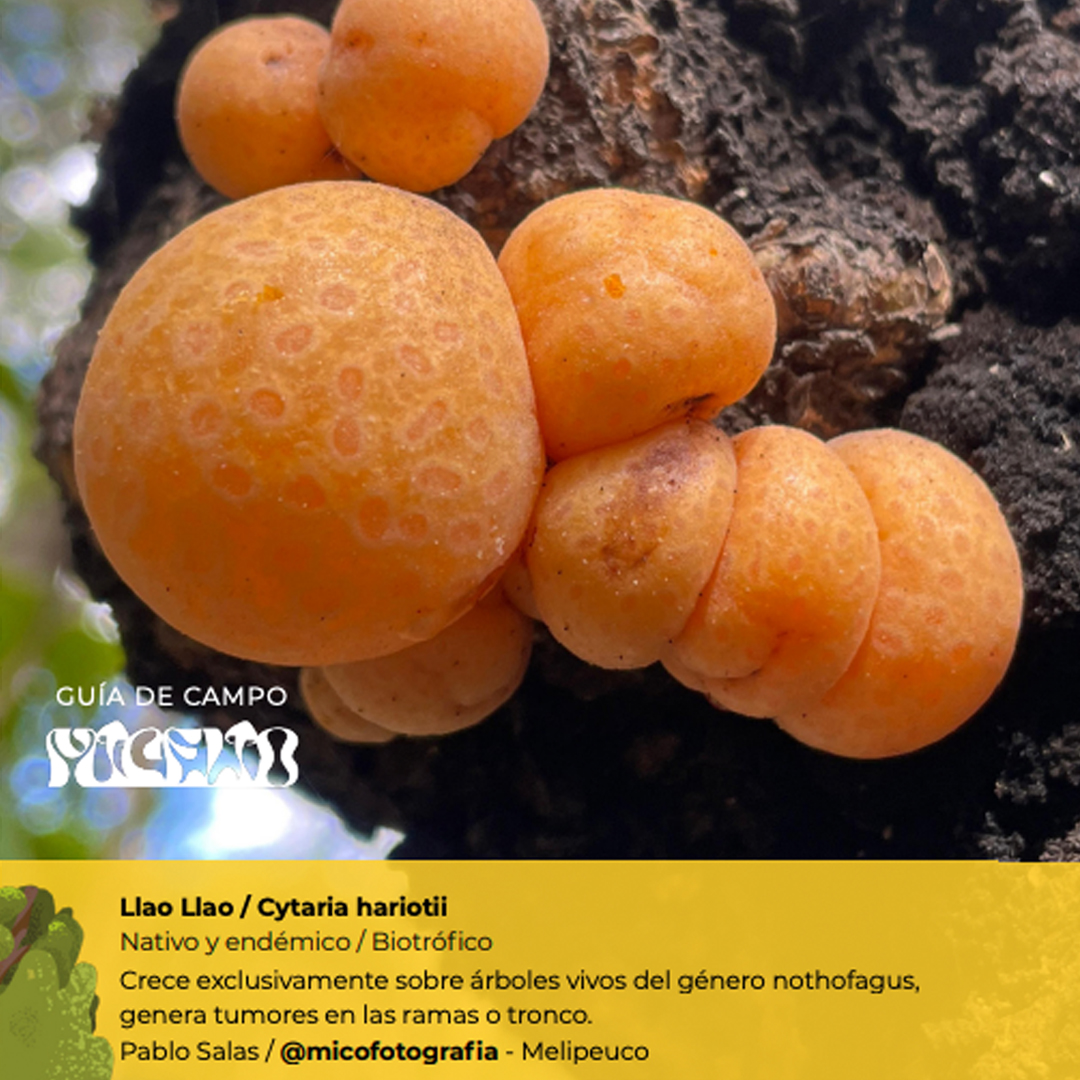 GUÍA DE CAMPO
Llao Llao / Cytaria hariotii
Nativo y endémico / Biotrófico
Crece exclusivamente sobre árboles vivos del género nothofagus,
genera tumores en las ramas o tronco.
Pablo Salas / @micofotografia - Melipeuco